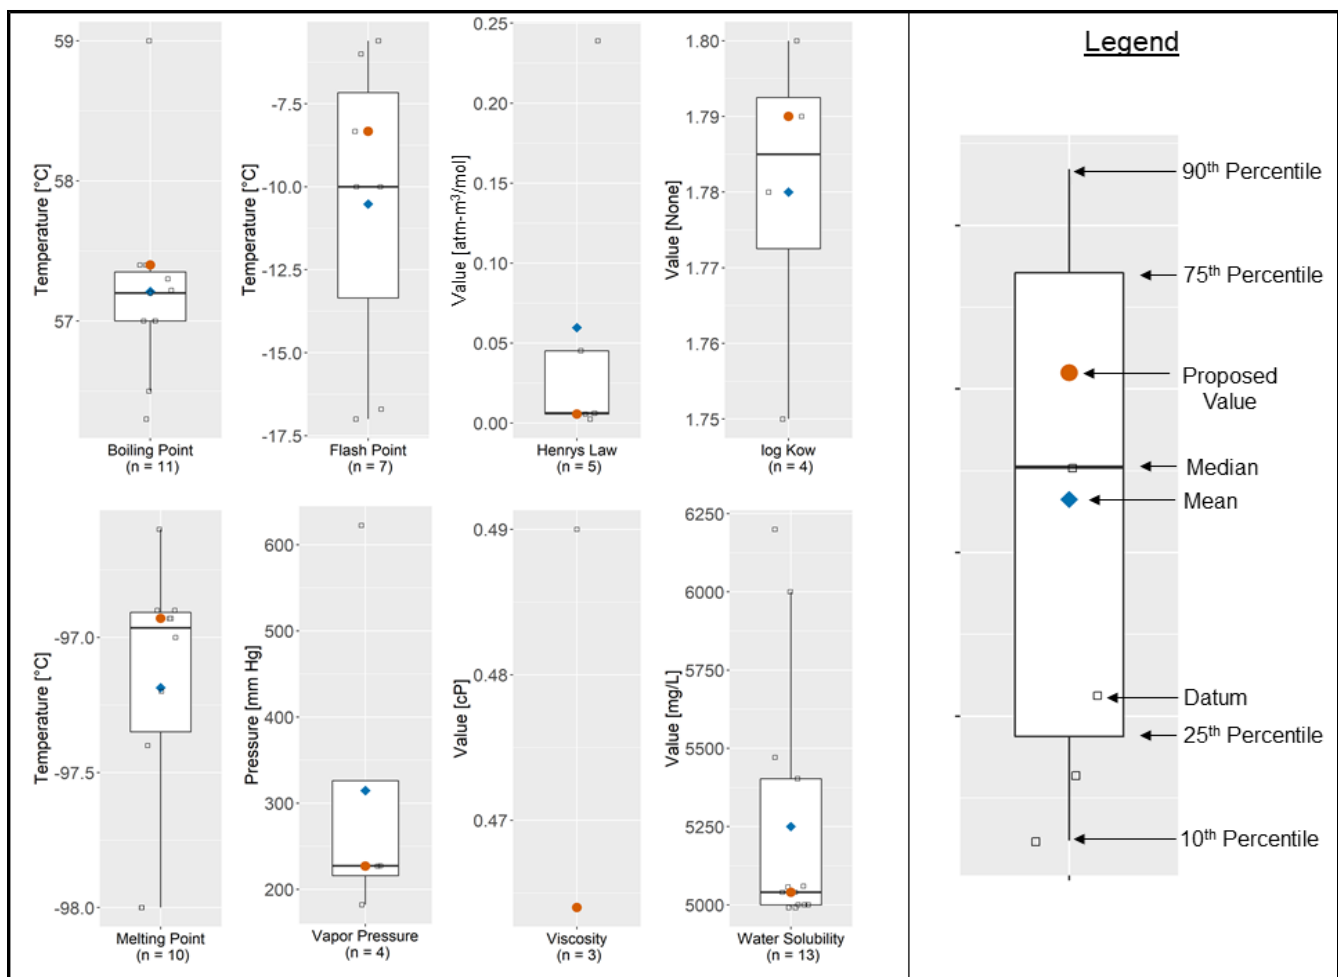 59
58
57
Temperature [°C]
Boiling Point
(n = 11)
-7.5
-10.0
-12.5
-15.0
-17.5
Temperature [°C]
Flash Point
(n = 7)
0.25
0.20
0.15
0.10
0.05
0.00
Value [atm-m³/mol]
Henrys Law
(n = 5)
1.80
1.79
1.78
1.77
1.76
1.75
Value [None]
log Kow
(n = 4)
-97.0
-97.5
-98.0
Temperature [°C]
Melting Point
(n = 10)
600
500
400
300
200
Pressure [mm Hg]
Vapor Pressure
(n = 4)
0.49
0.48
0.47
Value [cP]
Viscosity
(n = 3)
6250
6000
5750
5500
5250
5000
Value [mg/L]
Water Solubility
(n = 13)
Legend
90th Percentile
75th Percentile
Proposed
Value
Median
Mean
Datum
25th Percentile
10th Percentile